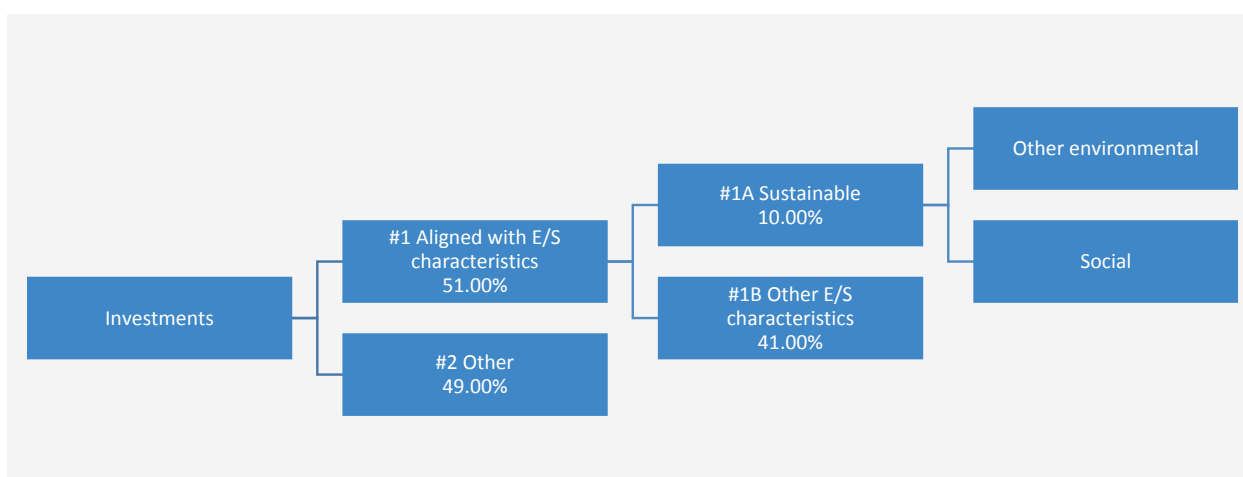 Investments
#1 Aligned with E/S
characteristics
51.00%
#2 Other
49.00%
#1A Sustainable
10.00%
#1B Other E/S
characteristics
41.00%
Other environmental
Social